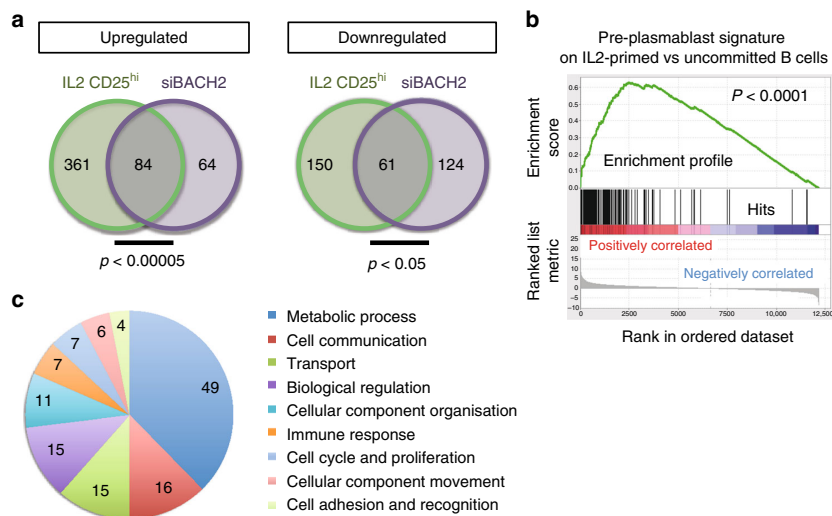 a
Upregulated
Downregulated
IL2 CD25hi
siBACH2
IL2 CD25hi
siBACH2
361
84
64
150
61
124
p < 0.00005
p < 0.05
b
Pre-plasmablast signature
on IL2-primed vs uncommitted B cells
P < 0.0001
Enrichment
score
0.6
0.5
0.4
0.3
0.2
0.1
0.0
Enrichment profile
Hits
Ranked list
metric
25
20
15
10
5
0
−5
−10
Positively correlated
Negatively correlated
0
2500
5000
7500
10,000
12,500
Rank in ordered dataset
c
49
16
15
15
11
7
7
6
4
Metabolic process
Cell communication
Transport
Biological regulation
Cellular component organisation
Immune response
Cell cycle and proliferation
Cellular component movement
Cell adhesion and recognition